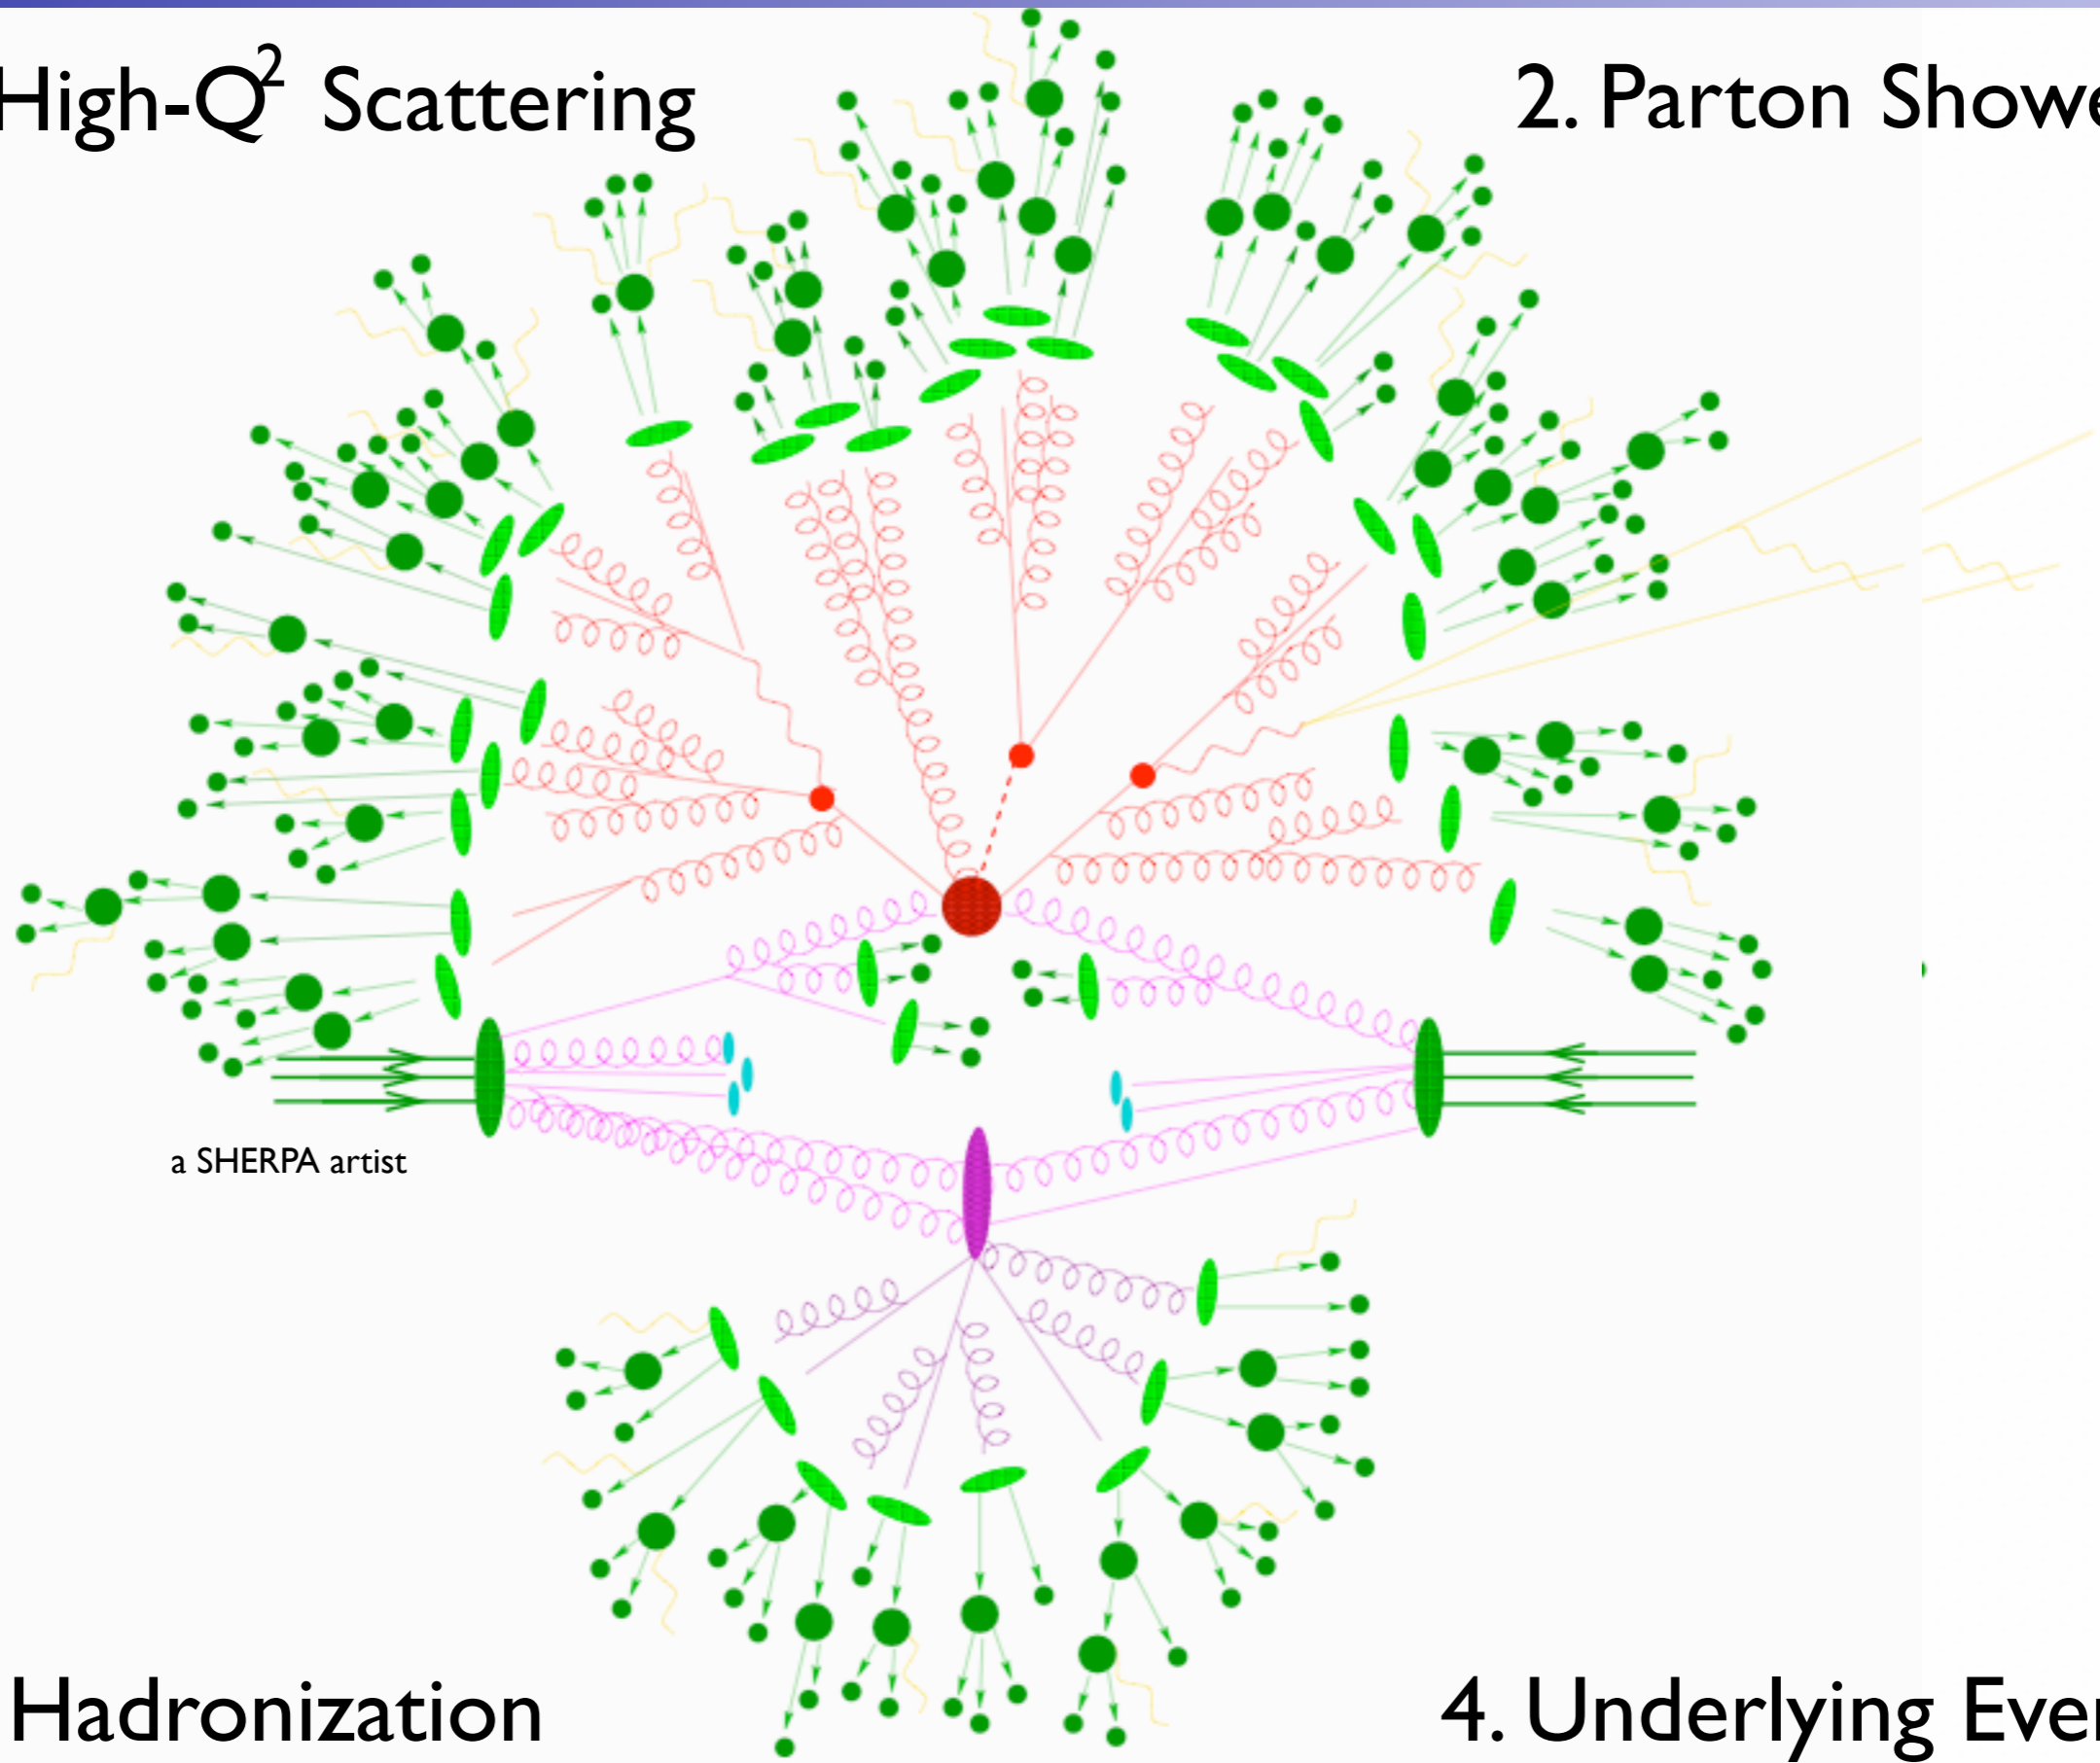 High-Q² Scattering
2. Parton Showe
a SHERPA artist
Hadronization
4. Underlying Eve